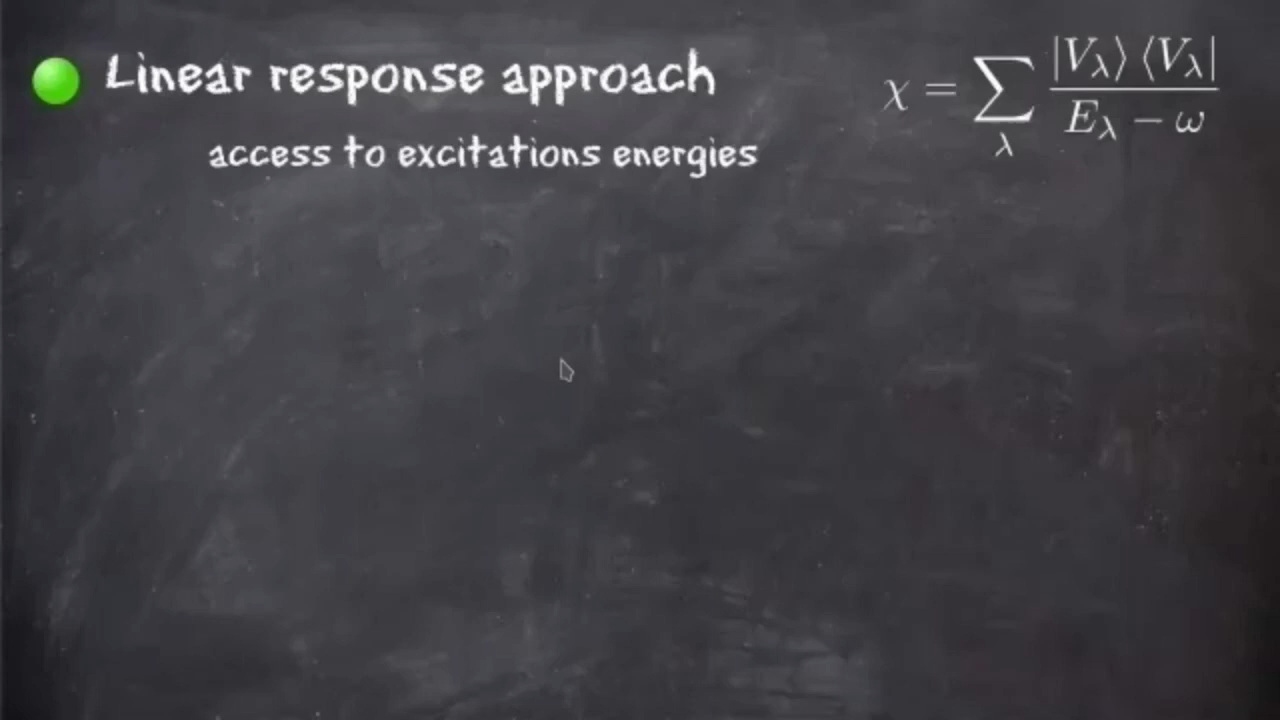 Linear response approach
access to excitations energies
χ = ∑_λ |V_λ⟩ ⟨V_λ| / (E_λ − ω)